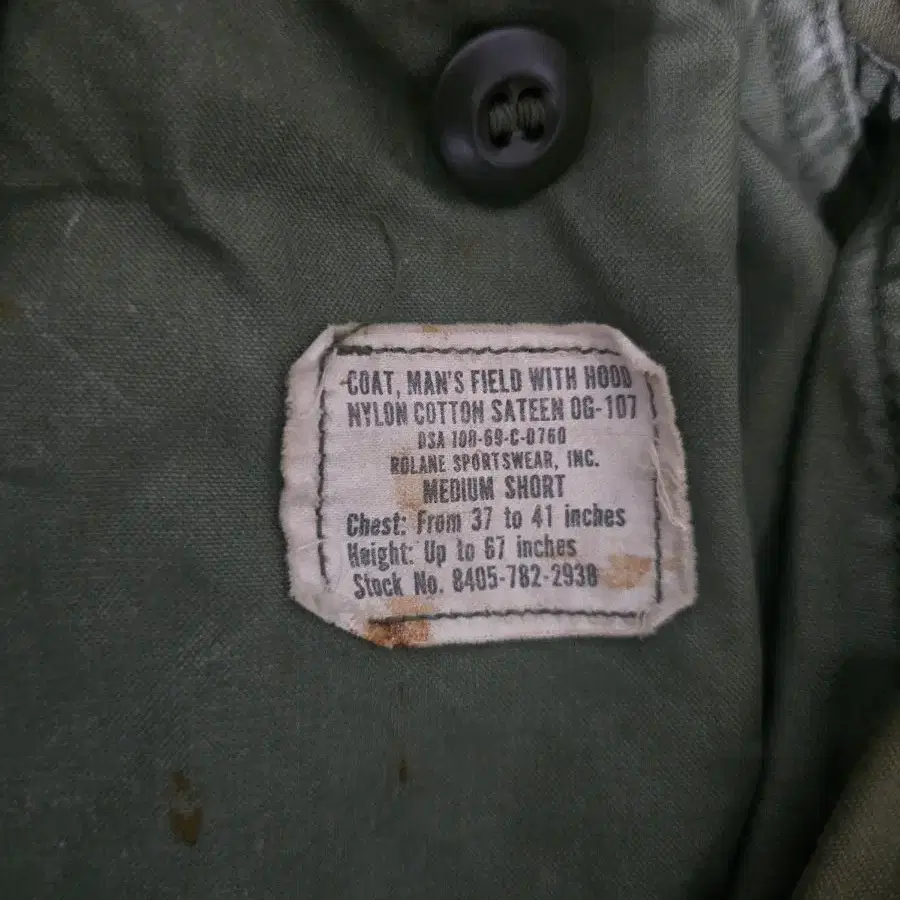 COAT, MAN'S FIELD WITH HOOD
NYLON COTTON SATEEN OG-107
DSA 100-69-C-0760
ROLANE SPORTSWEAR, INC.
MEDIUM SHORT
Chest: From 37 to 41 inches
Height: Up to 67 inches
Stock No. 8405-782-2938